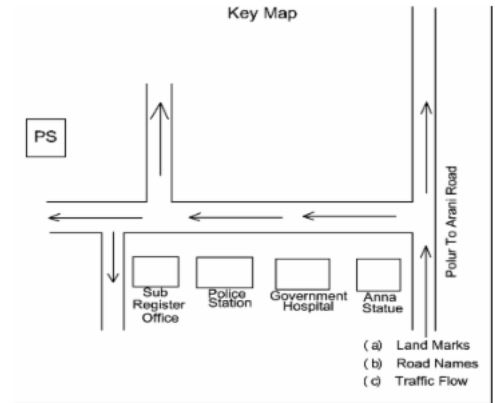 Key Map
PS
Polur To Arani Road
Sub
Register
Office
Police
Station
Government
Hospital
Anna
Statue
(a) Land Marks
(b) Road Names
(c) Traffic Flow